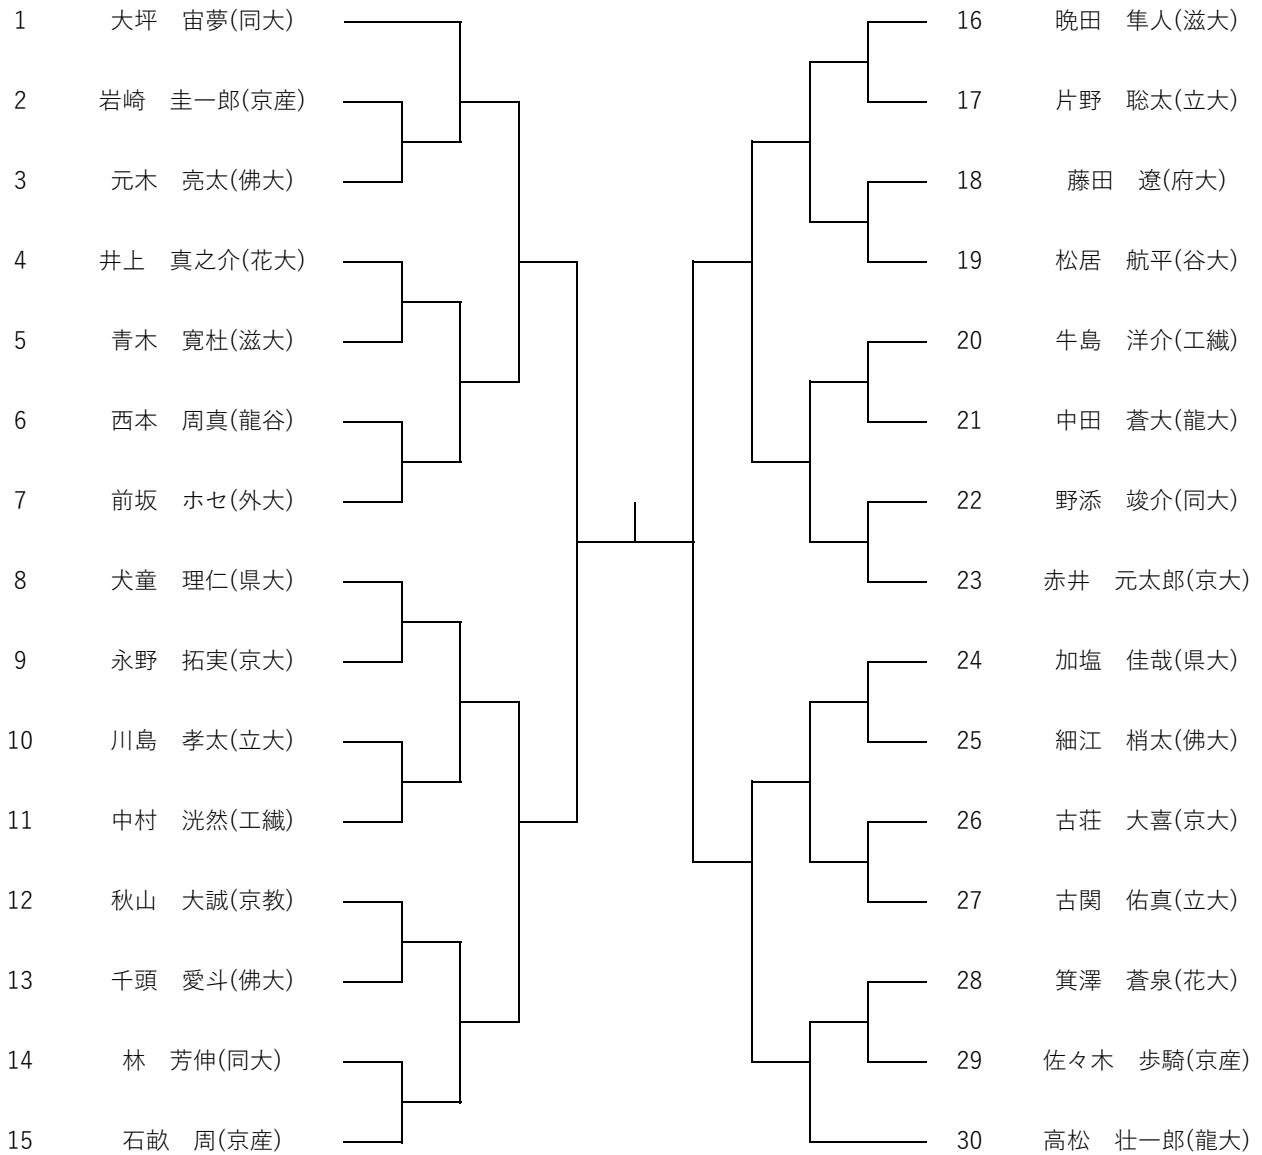 1 大坪　宙夢(同大)
2 岩崎　圭一郎(京産)
3 元木　亮太(佛大)
4 井上　真之介(花大)
5 青木　寛杜(滋大)
6 西本　周真(龍谷)
7 前坂　ホセ(外大)
8 犬童　理仁(県大)
9 永野　拓実(京大)
10 川島　孝太(立大)
11 中村　洸然(工繊)
12 秋山　大誠(京教)
13 千頭　愛斗(佛大)
14 林　芳伸(同大)
15 石畝　周(京産)
16 晩田　隼人(滋大)
17 片野　聡太(立大)
18 藤田　遼(府大)
19 松居　航平(谷大)
20 牛島　洋介(工繊)
21 中田　蒼大(龍大)
22 野添　竣介(同大)
23 赤井　元太郎(京大)
24 加塩　佳哉(県大)
25 細江　梢太(佛大)
26 古荘　大喜(京大)
27 古関　佑真(立大)
28 箕澤　蒼泉(花大)
29 佐々木　歩騎(京産)
30 高松　壮一郎(龍大)